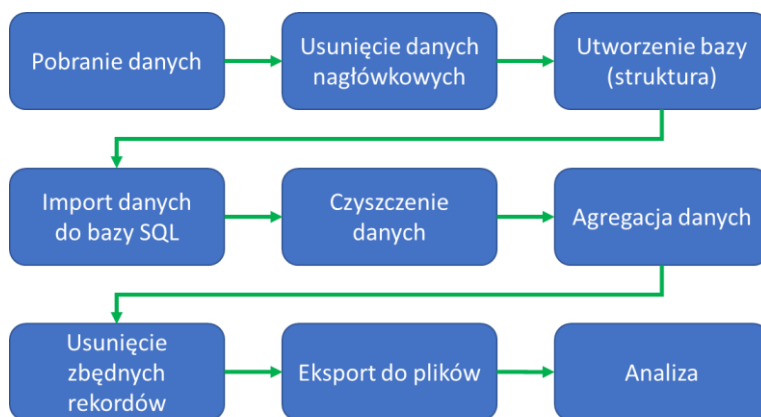 Pobranie danych
Usunięcie danych
nagłówkowych
Utworzenie bazy
(struktura)
Import danych
do bazy SQL
Czyszczenie
danych
Agregacja danych
Usunięcie
zbędnych
rekordów
Eksport do plików
Analiza